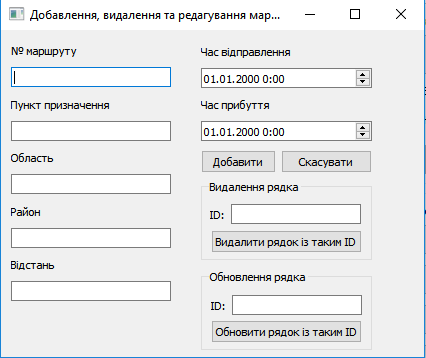 Додавлення, видалення та редагування мар...
№ маршруту
Пункт призначення
Область
Район
Відстань
Час відправлення
01.01.2000 0:00
Час прибуття
01.01.2000 0:00
Добавити Скасувати
Видалення рядка
ID:
Видалити рядок із таким ID
Обновлення рядка
ID:
Обновити рядок із таким ID